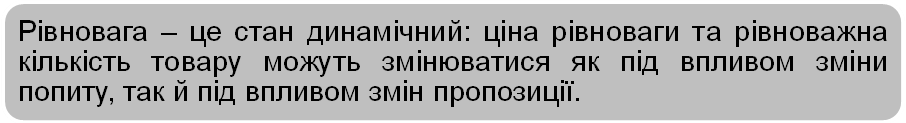 Рівновага – це стан динамічний: ціна рівноваги та рівноважна
кількість товару можуть змінюватися як під впливом зміни
попиту, так й під впливом змін пропозиції.